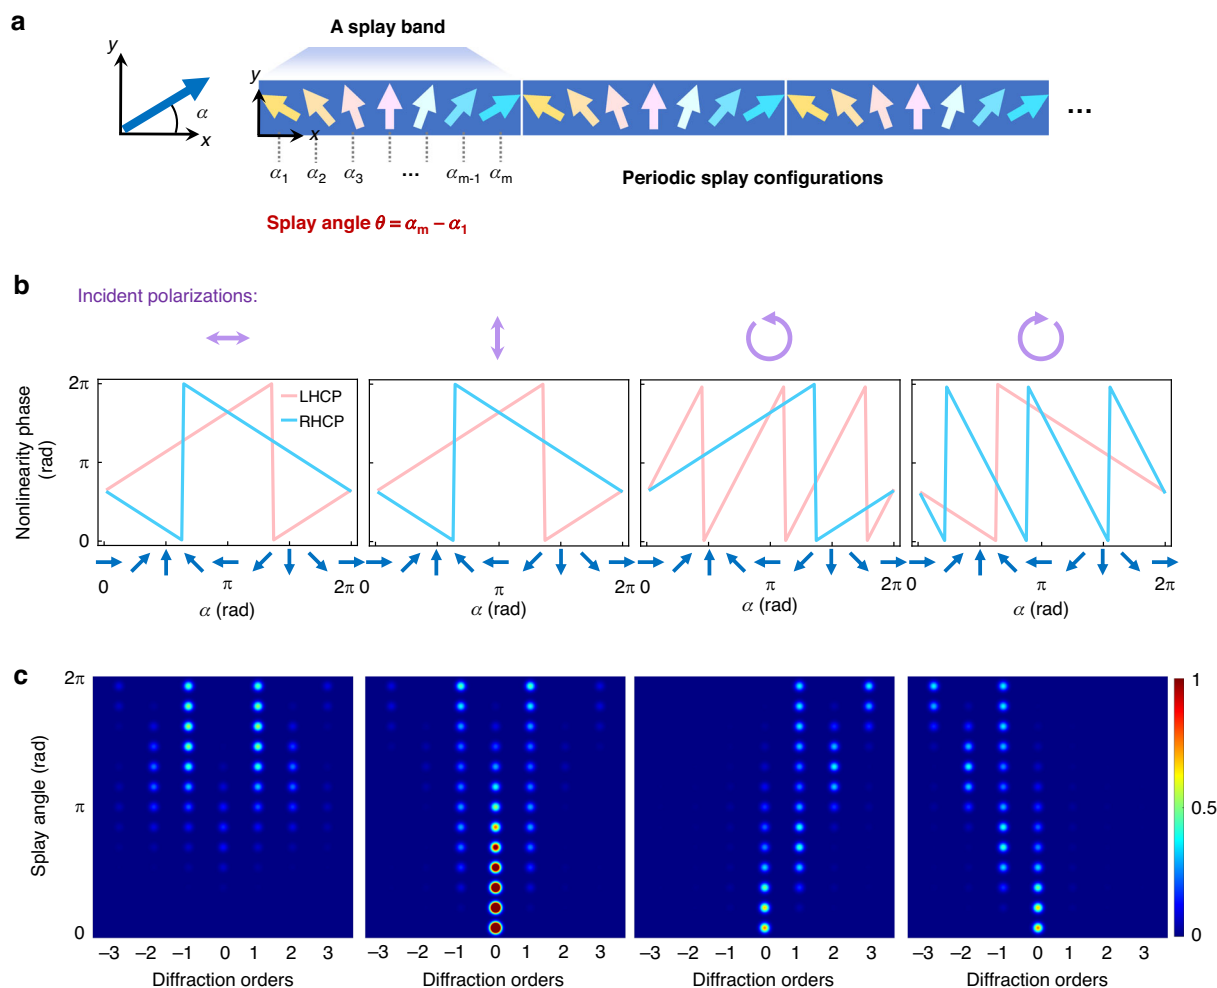 a
A splay band
y
α
x
y
x
...
α1 α2 α3 ... αm-1 αm
Periodic splay configurations
Splay angle θ = αm – α1
b
Incident polarizations:
Nonlinearity phase
(rad)
2π
π
0
LHCP
RHCP
0 π 2π 0 π 2π 0 π 2π 0 π 2π
α (rad) α (rad) α (rad) α (rad)
c
Splay angle (rad)
2π
π
0
1
0.5
0
–3 –2 –1 0 1 2 3 –3 –2 –1 0 1 2 3 –3 –2 –1 0 1 2 3 –3 –2 –1 0 1 2 3
Diffraction orders Diffraction orders Diffraction orders Diffraction orders